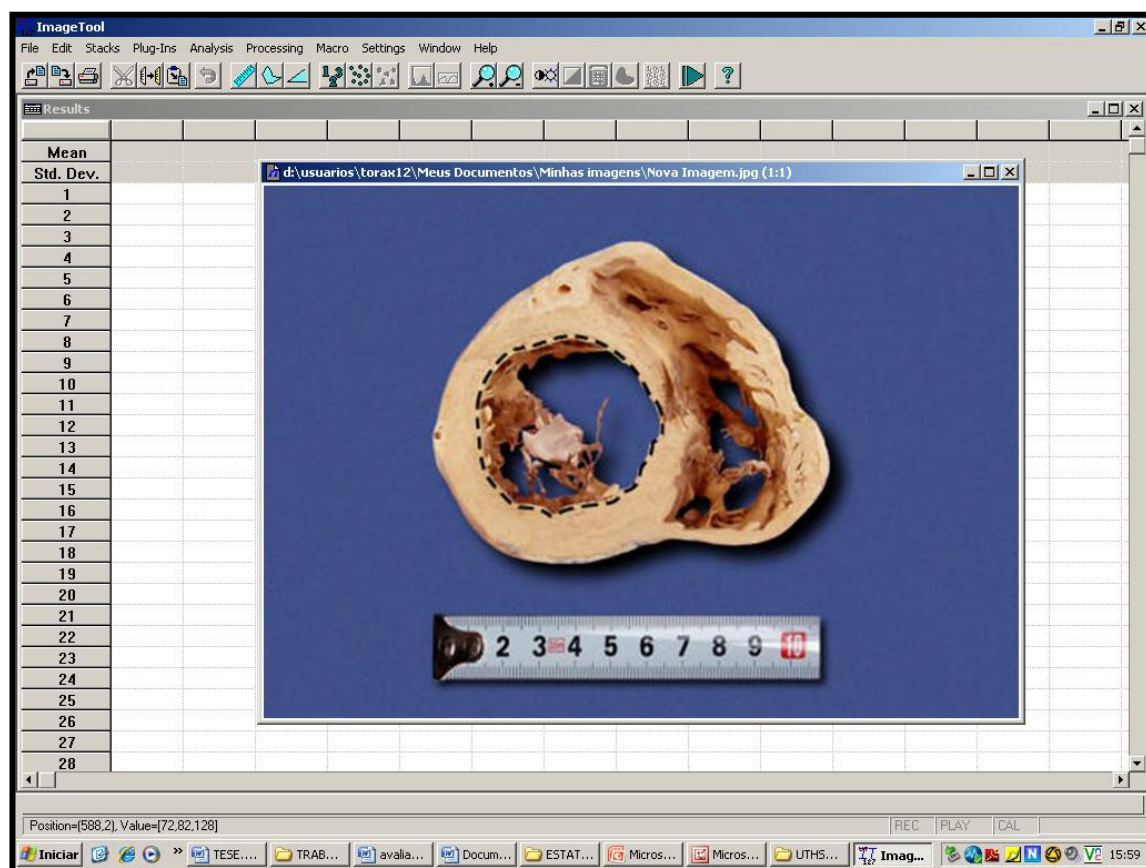 ImageTool
File Edit Stacks Plug-Ins Analysis Processing Macro Settings Window Help
Results
Mean
Std. Dev.
d:\usuarios\torax12\Meus Documentos\Minhas imagens\Nova Imagem.jpg (1:1)
1
2
3
4
5
6
7
8
9
10
11
12
13
14
15
16
17
18
19
20
21
22
23
24
25
26
27
28
2 3 4 5 6 7 8 9 10
Position=(588,2), Value=[72,82,128]
REC PLAY CAL
Iniciar » TESE.... TRAB... avalia... Docum... ESTAT... Micros... Micros... UTHS... Imag... 15:59